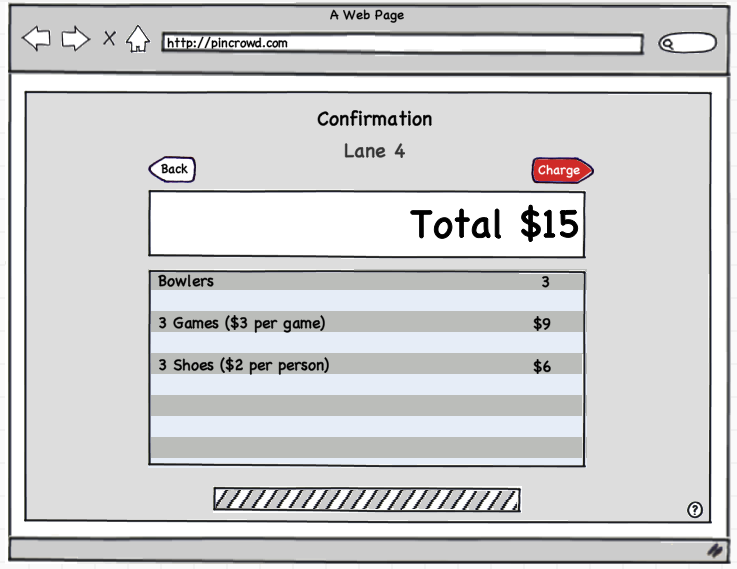 A Web Page
X
http://pincrowd.com
Confirmation
Lane 4
Back
Charge
Total $15
Bowlers 3
3 Games ($3 per game) $9
3 Shoes ($2 per person) $6
?